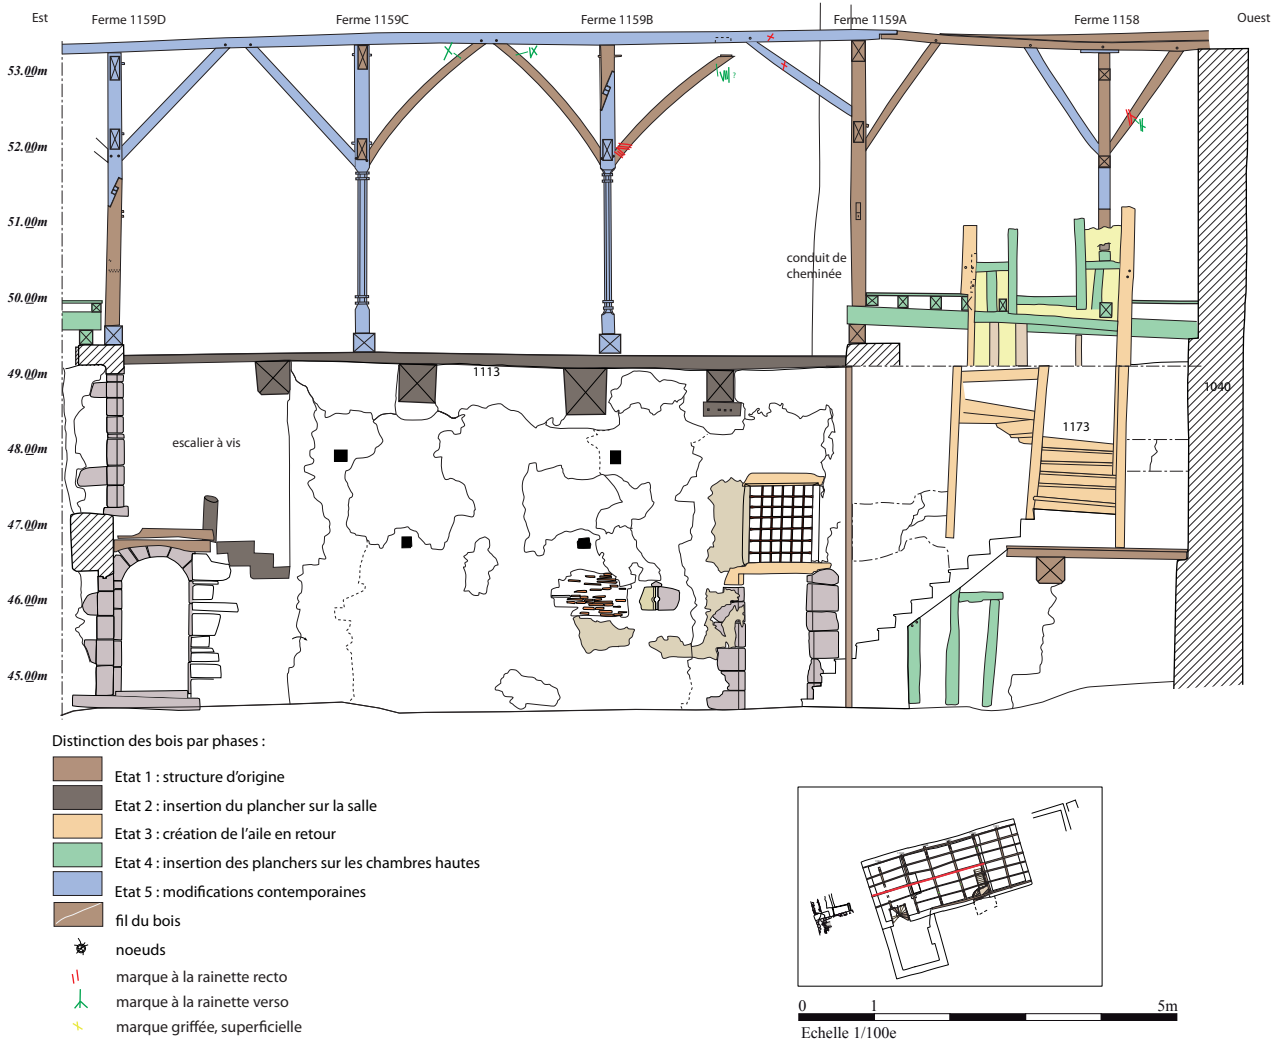 Est
Ferme 1159D
Ferme 1159C
Ferme 1159B
Ferme 1159A
Ferme 1158
Ouest
53.00m
52.00m
51.00m
50.00m
49.00m
48.00m
47.00m
46.00m
45.00m
conduit de
cheminée
?
1113
1040
1173
escalier à vis
Distinction des bois par phases :
Etat 1 : structure d'origine
Etat 2 : insertion du plancher sur la salle
Etat 3 : création de l'aile en retour
Etat 4 : insertion des planchers sur les chambres hautes
Etat 5 : modifications contemporaines
fil du bois
noeuds
marque à la rainette recto
marque à la rainette verso
marque griffée, superficielle
0 1 5m
Echelle 1/100e